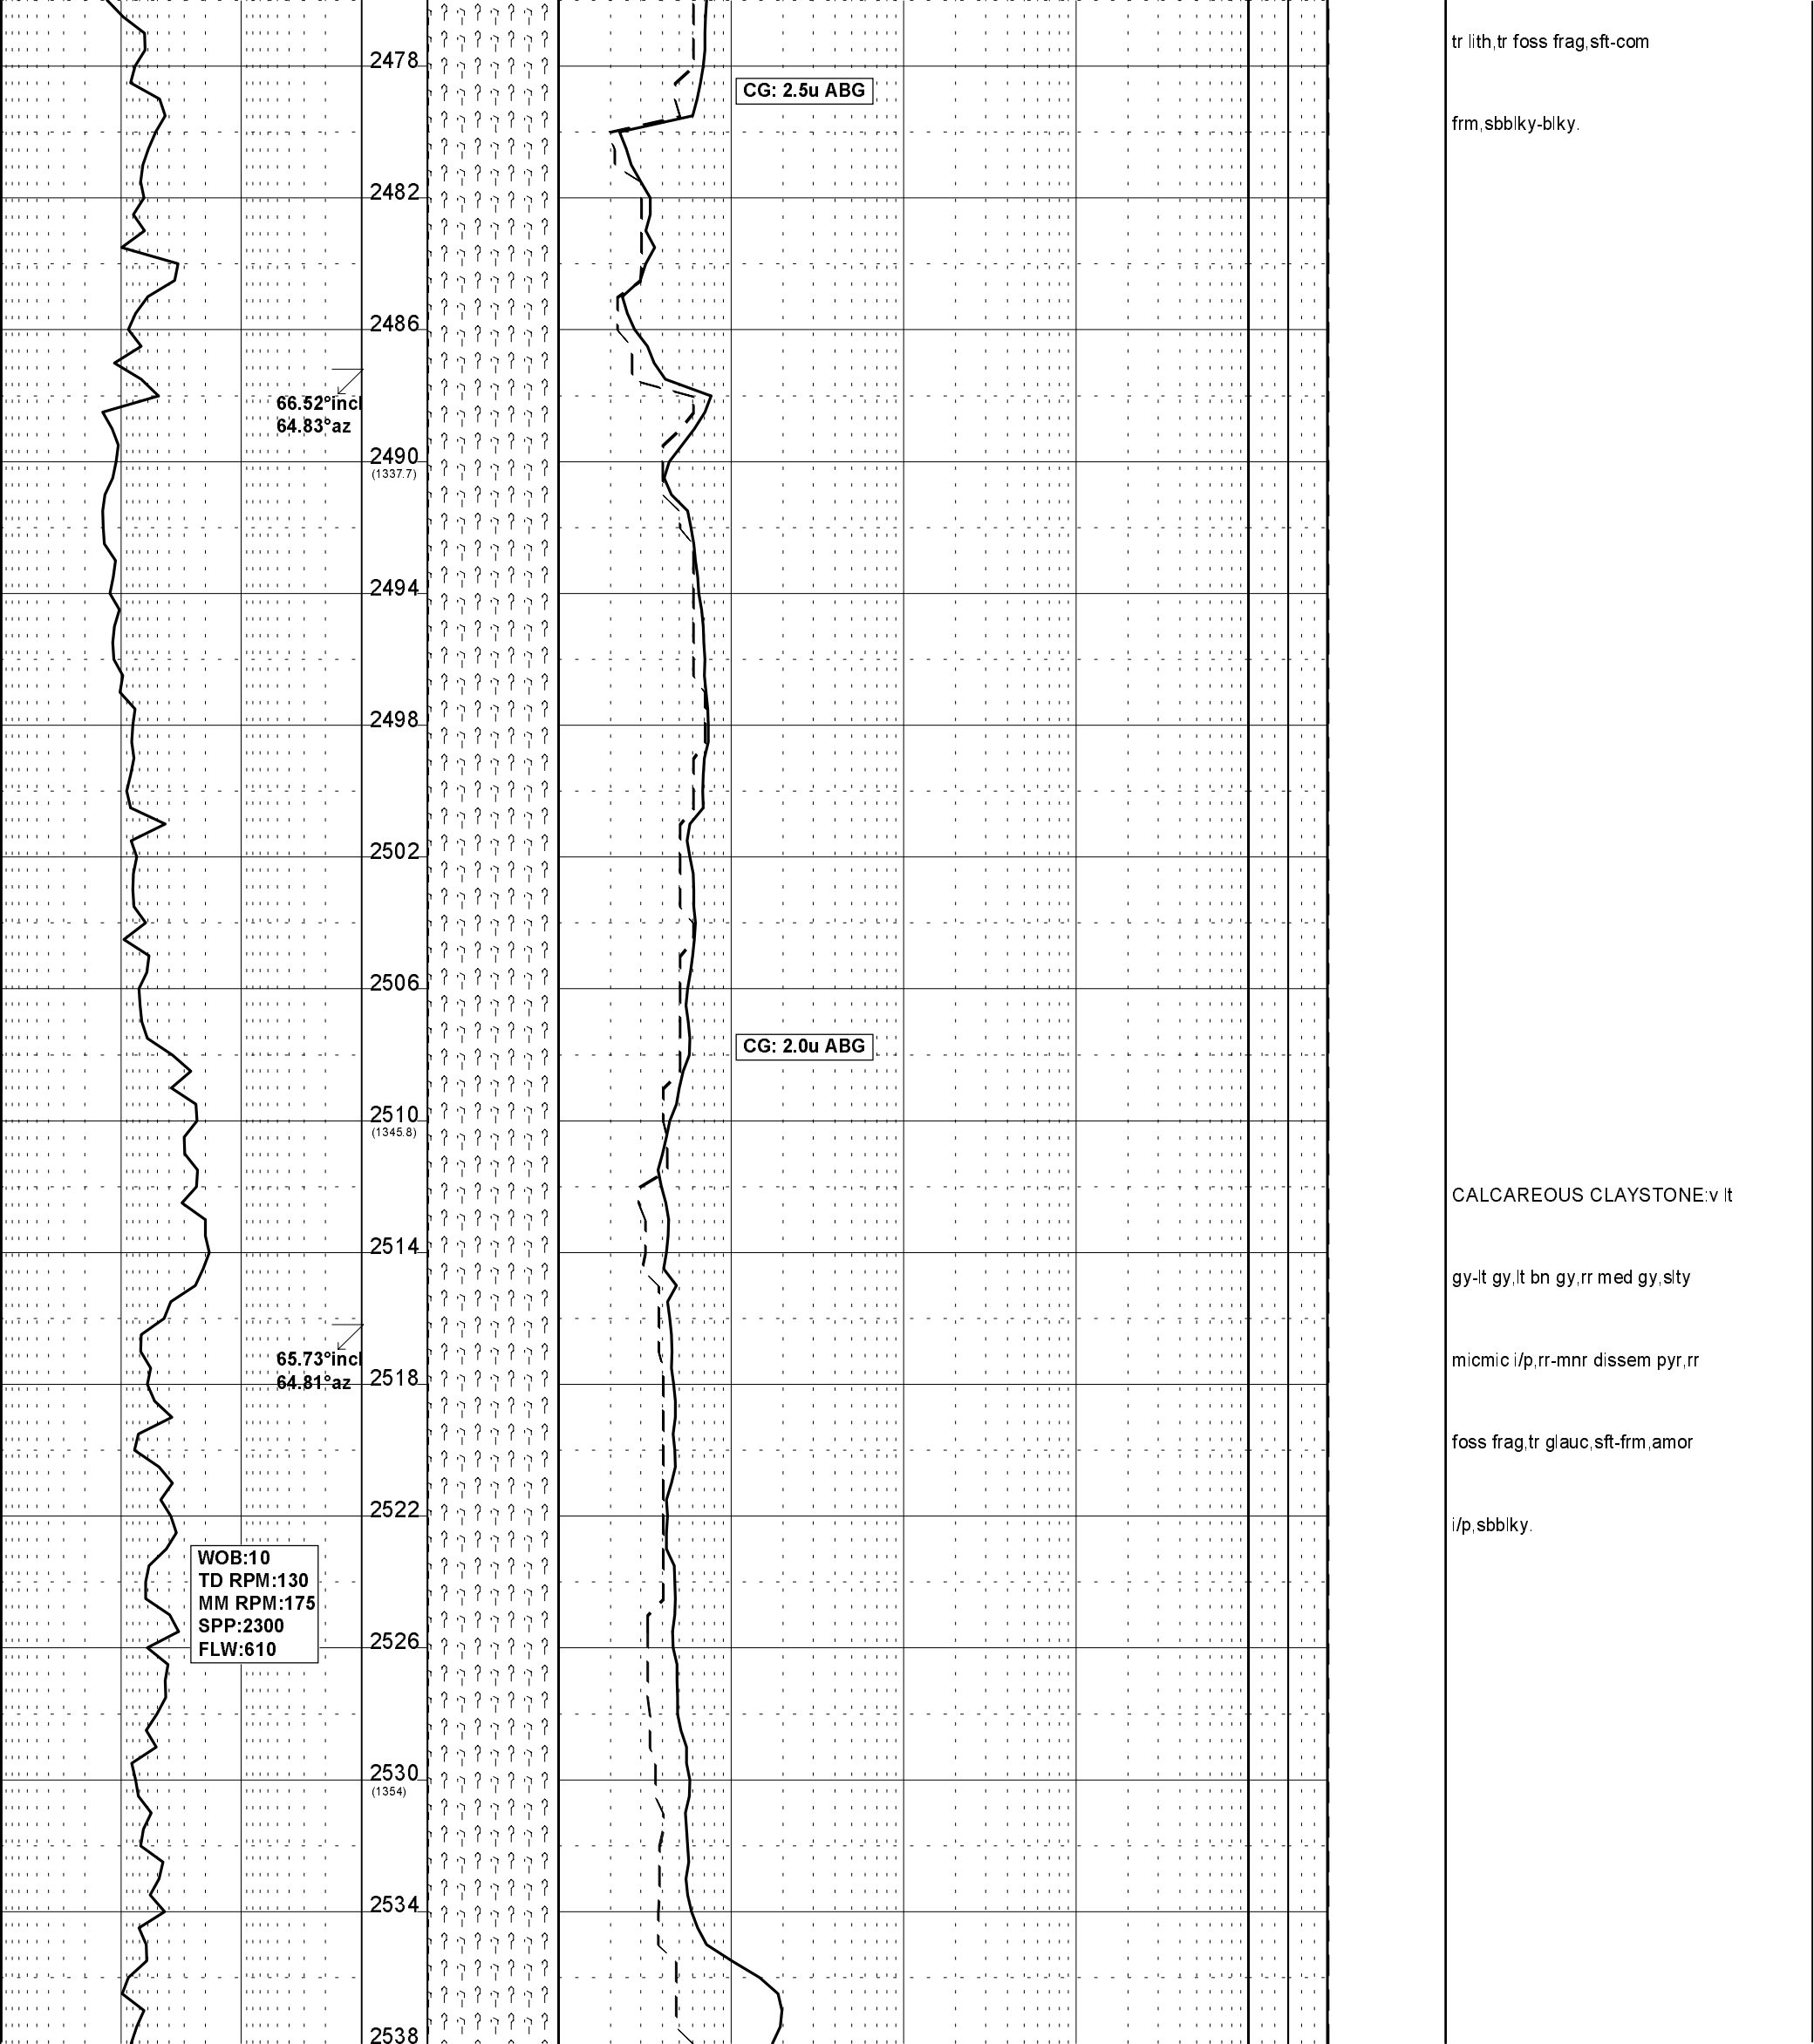 tr lith,tr foss frag,sft-com
2478
CG: 2.5u ABG
frm,sbblky-blky.
2482
2486
66.52°incl
64.83°az
2490
(1337.7)
2494
2498
2502
2506
CG: 2.0u ABG
2510
(1345.8)
CALCAREOUS CLAYSTONE:v lt
2514
gy-lt gy,lt bn gy,rr med gy,slty
65.73°incl
64.81°az
micmic i/p,rr-mnr dissem pyr,rr
2518
foss frag,tr glauc,sft-frm,amor
2522
i/p,sbblky.
WOB:10
TD RPM:130
MM RPM:175
SPP:2300
FLW:610
2526
2530
(1354)
2534
2538